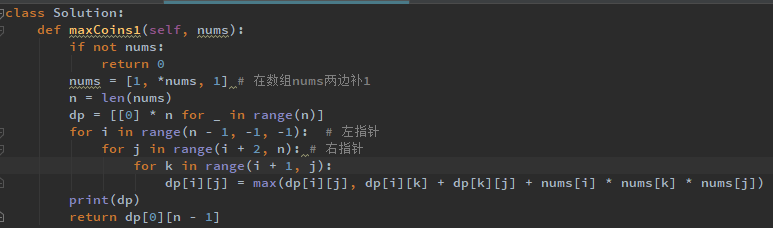 class Solution:
    def maxCoins1(self, nums):
        if not nums:
            return 0
        nums = [1, *nums, 1] # 在数组nums两边补1
        n = len(nums)
        dp = [[0] * n for _ in range(n)]
        for i in range(n - 1, -1, -1):  # 左指针
            for j in range(i + 2, n): # 右指针
                for k in range(i + 1, j):
                    dp[i][j] = max(dp[i][j], dp[i][k] + dp[k][j] + nums[i] * nums[k] * nums[j])
        print(dp)
        return dp[0][n - 1]